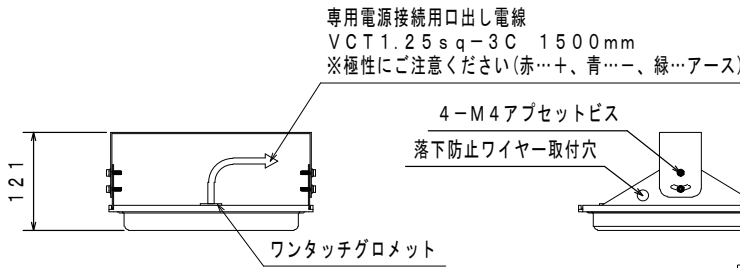 専用電源接続用口出し電線
VCT1.25sq-3C 1500mm
※極性にご注意ください(赤…+、青…-、緑…アース)
4-M4アプセットビス
落下防止ワイヤー取付穴
121
ワンタッチグロメット